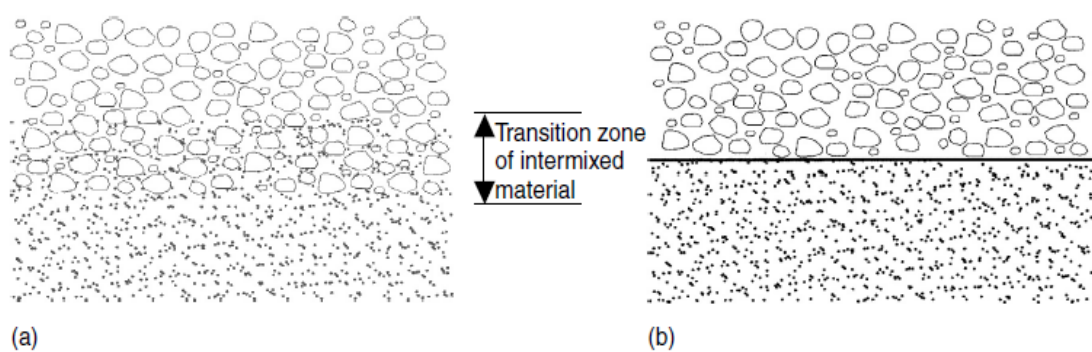 Transition zone
of intermixed
material
(a)
(b)